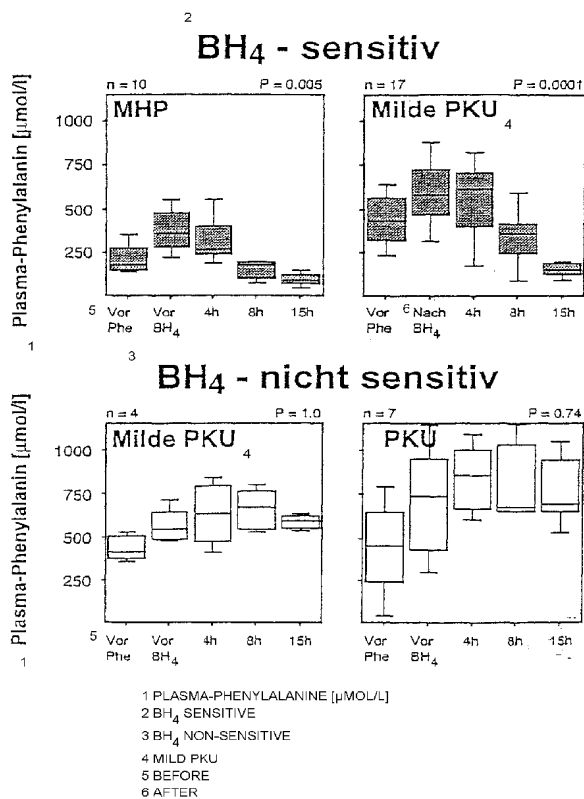 2
BH4 - sensitiv
n = 10 P = 0.005
MHP
n = 17 P = 0.0001
Milde PKU 4
Plasma-Phenylalanin [µmol/l]
1000
750
500
250
5 Vor Phe
Vor BH4
4h
8h
15h
Vor Phe
6 Nach BH4
4h
8h
15h
1
3
BH4 - nicht sensitiv
n = 4 P = 1.0
Milde PKU 4
n = 7 P = 0.74
PKU
Plasma-Phenylalanin [µmol/l]
1000
750
500
250
5 Vor Phe
Vor BH4
4h
8h
15h
Vor Phe
Vor BH4
4h
8h
15h
1
1 PLASMA-PHENYLALANINE [µMOL/L]
2 BH4 SENSITIVE
3 BH4 NON-SENSITIVE
4 MILD PKU
5 BEFORE
6 AFTER